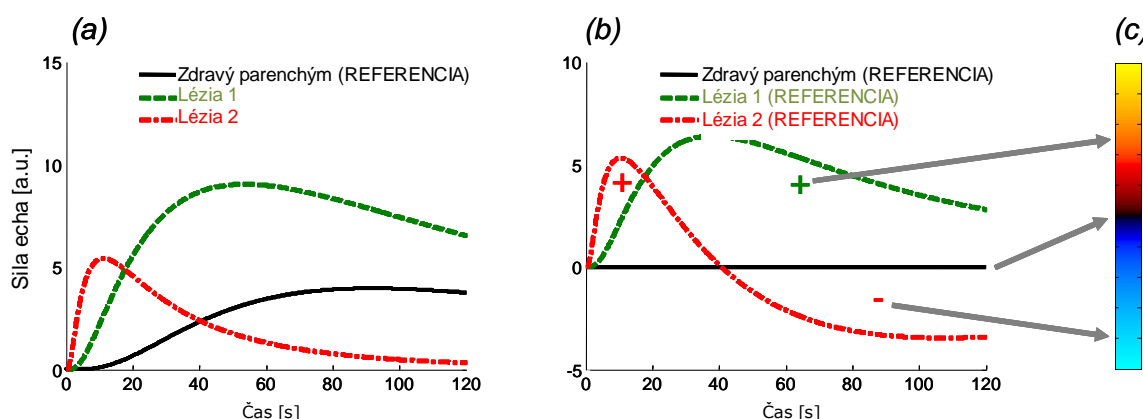 (a)
15
10
5
0
Sila echa [a.u.]
Zdravý parenchým (REFERENCIA)
Lézia 1
Lézia 2
0 20 40 60 80 100 120
Čas [s]
(b)
10
5
0
-5
Zdravý parenchým (REFERENCIA)
Lézia 1 (REFERENCIA)
Lézia 2 (REFERENCIA)
+ +
-
0 20 40 60 80 100 120
Čas [s]
(c)